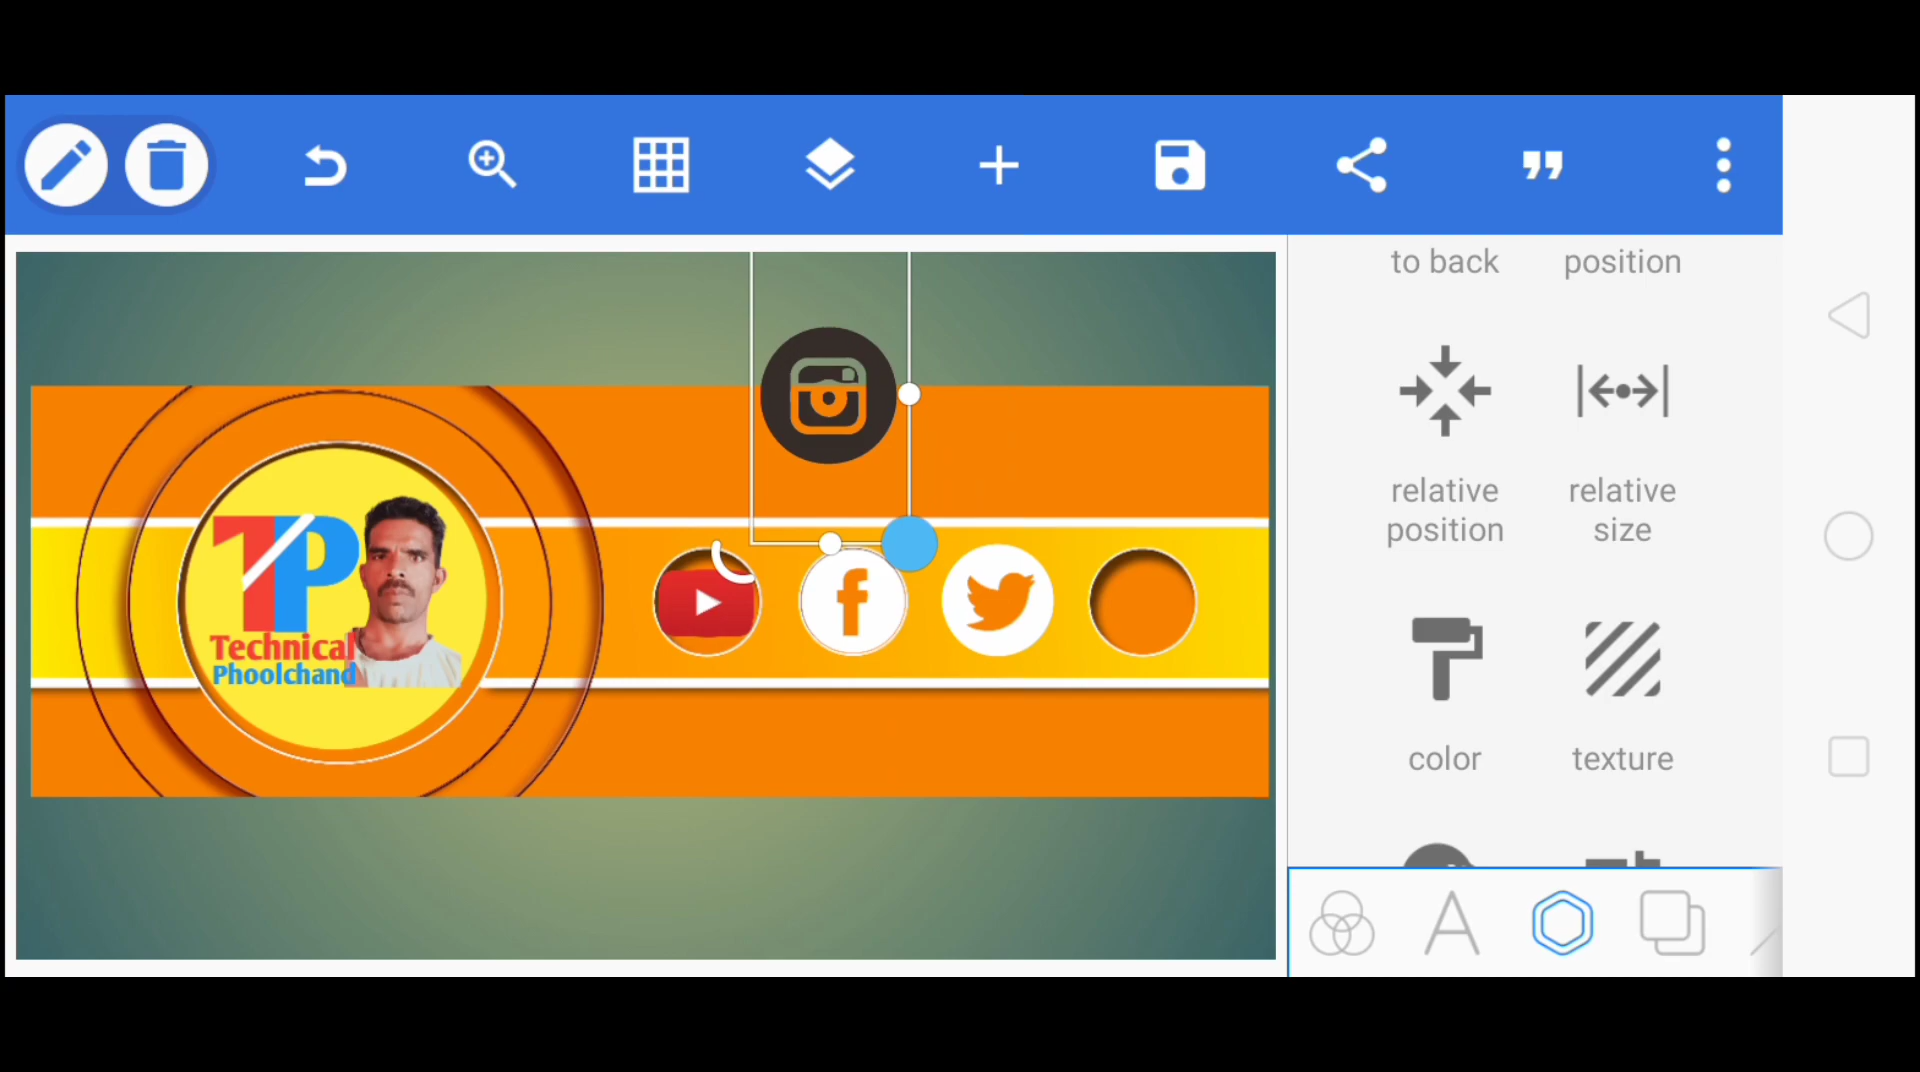 to back
position
relative
position
relative
size
color
texture
TP
Technical
Phoolchand
f
A